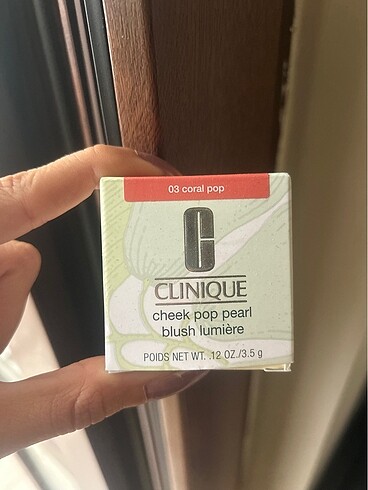 03 coral pop
C
CLINIQUE
cheek pop pearl
blush lumière
POIDS NET WT. .12 OZ./3.5 g